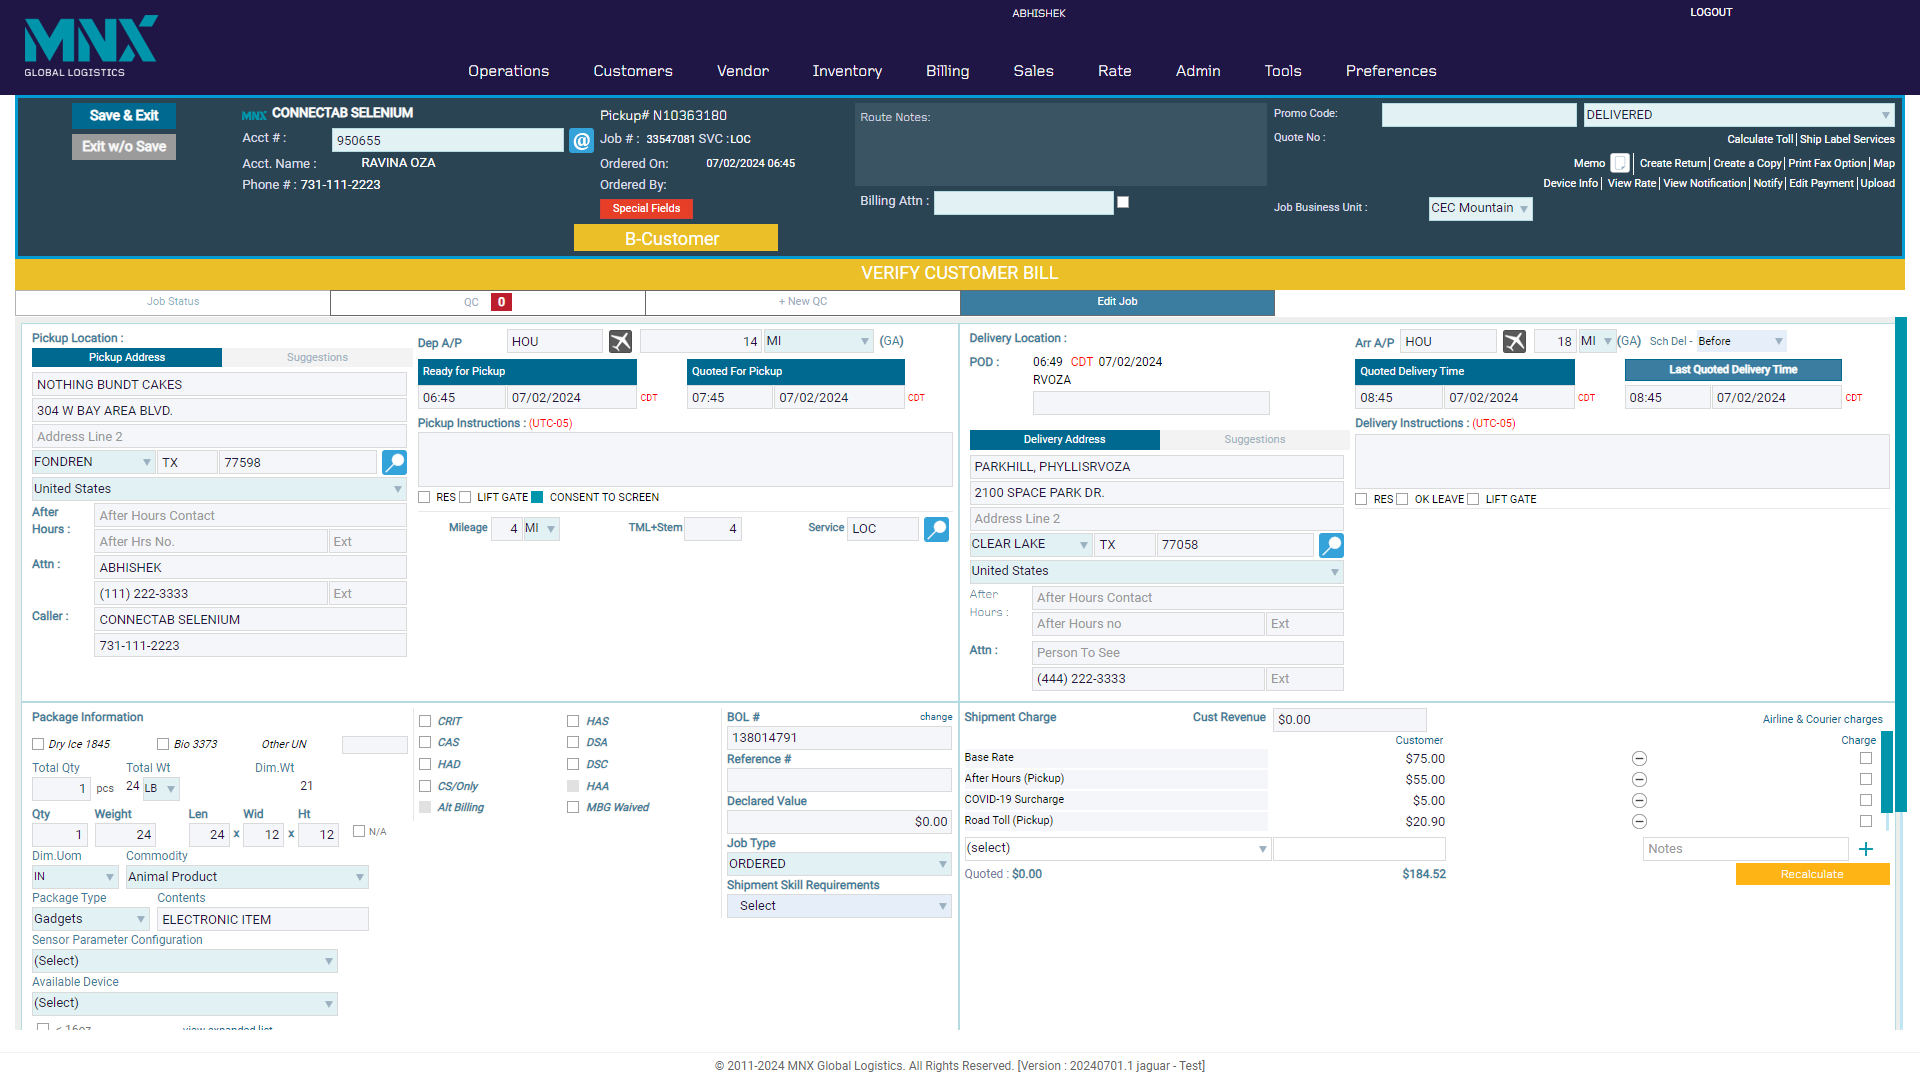 ABHISHEK
LOGOUT
MNX
GLOBAL LOGISTICS
Operations
Customers
Vendor
Inventory
Billing
Sales
Rate
Admin
Tools
Preferences
Save & Exit
Exit w/o Save
MNX CONNECTAB SELENIUM
Acct # :
950655
@
Acct. Name : RAVINA OZA
Phone # : 731-111-2223
Pickup# N10363180
Job # : 33547081 SVC :LOC
Ordered On: 07/02/2024 06:45
Ordered By:
Special Fields
B-Customer
Route Notes:
Billing Attn :
Promo Code:
DELIVERED
Quote No :
Calculate Toll | Ship Label Services
Memo | Create Return | Create a Copy | Print Fax Option | Map
Device Info | View Rate | View Notification | Notify | Edit Payment | Upload
Job Business Unit :
CEC Mountain
VERIFY CUSTOMER BILL
Job Status
QC 0
+ New QC
Edit Job
Pickup Location :
Pickup Address
Suggestions
NOTHING BUNDT CAKES
304 W BAY AREA BLVD.
Address Line 2
FONDREN TX 77598
United States
After Hours :
After Hours Contact
After Hrs No. Ext
Attn :
ABHISHEK
(111) 222-3333 Ext
Caller :
CONNECTAB SELENIUM
731-111-2223
Dep A/P HOU 14 MI (GA)
Ready for Pickup
06:45 07/02/2024 CDT
Quoted For Pickup
07:45 07/02/2024 CDT
Pickup Instructions : (UTC-05)
RES LIFT GATE CONSENT TO SCREEN
Mileage 4 MI TML+Stem 4 Service LOC
Delivery Location :
POD : 06:49 CDT 07/02/2024
RVOZA
Delivery Address
Suggestions
PARKHILL, PHYLLISRVOZA
2100 SPACE PARK DR.
Address Line 2
CLEAR LAKE TX 77058
United States
After Hours :
After Hours Contact
After Hours no Ext
Attn :
Person To See
(444) 222-3333 Ext
Arr A/P HOU 18 MI (GA) Sch Del - Before
Quoted Delivery Time
08:45 07/02/2024 CDT
Last Quoted Delivery Time
08:45 07/02/2024 CDT
Delivery Instructions : (UTC-05)
RES OK LEAVE LIFT GATE
Package Information
Dry Ice 1845 Bio 3373 Other UN
Total Qty Total Wt Dim.Wt
1 pcs 24 LB 21
Qty Weight Len Wid Ht
1 24 24 x 12 x 12 N/A
Dim.Uom Commodity
IN Animal Product
Package Type Contents
Gadgets ELECTRONIC ITEM
Sensor Parameter Configuration
(Select)
Available Device
(Select)
< 16oz view expanded list
CRIT HAS
CAS DSA
HAD DSC
CS/Only HAA
Alt Billing MBG Waived
BOL # change
138014791
Reference #
Declared Value
$0.00
Job Type
ORDERED
Shipment Skill Requirements
Select
Shipment Charge Cust Revenue $0.00 Airline & Courier charges
Customer Charge
Base Rate $75.00
After Hours (Pickup) $55.00
COVID-19 Surcharge $5.00
Road Toll (Pickup) $20.90
(select) Notes +
Quoted : $0.00 $184.52 Recalculate
© 2011-2024 MNX Global Logistics. All Rights Reserved. [Version : 20240701.1 jaguar - Test]